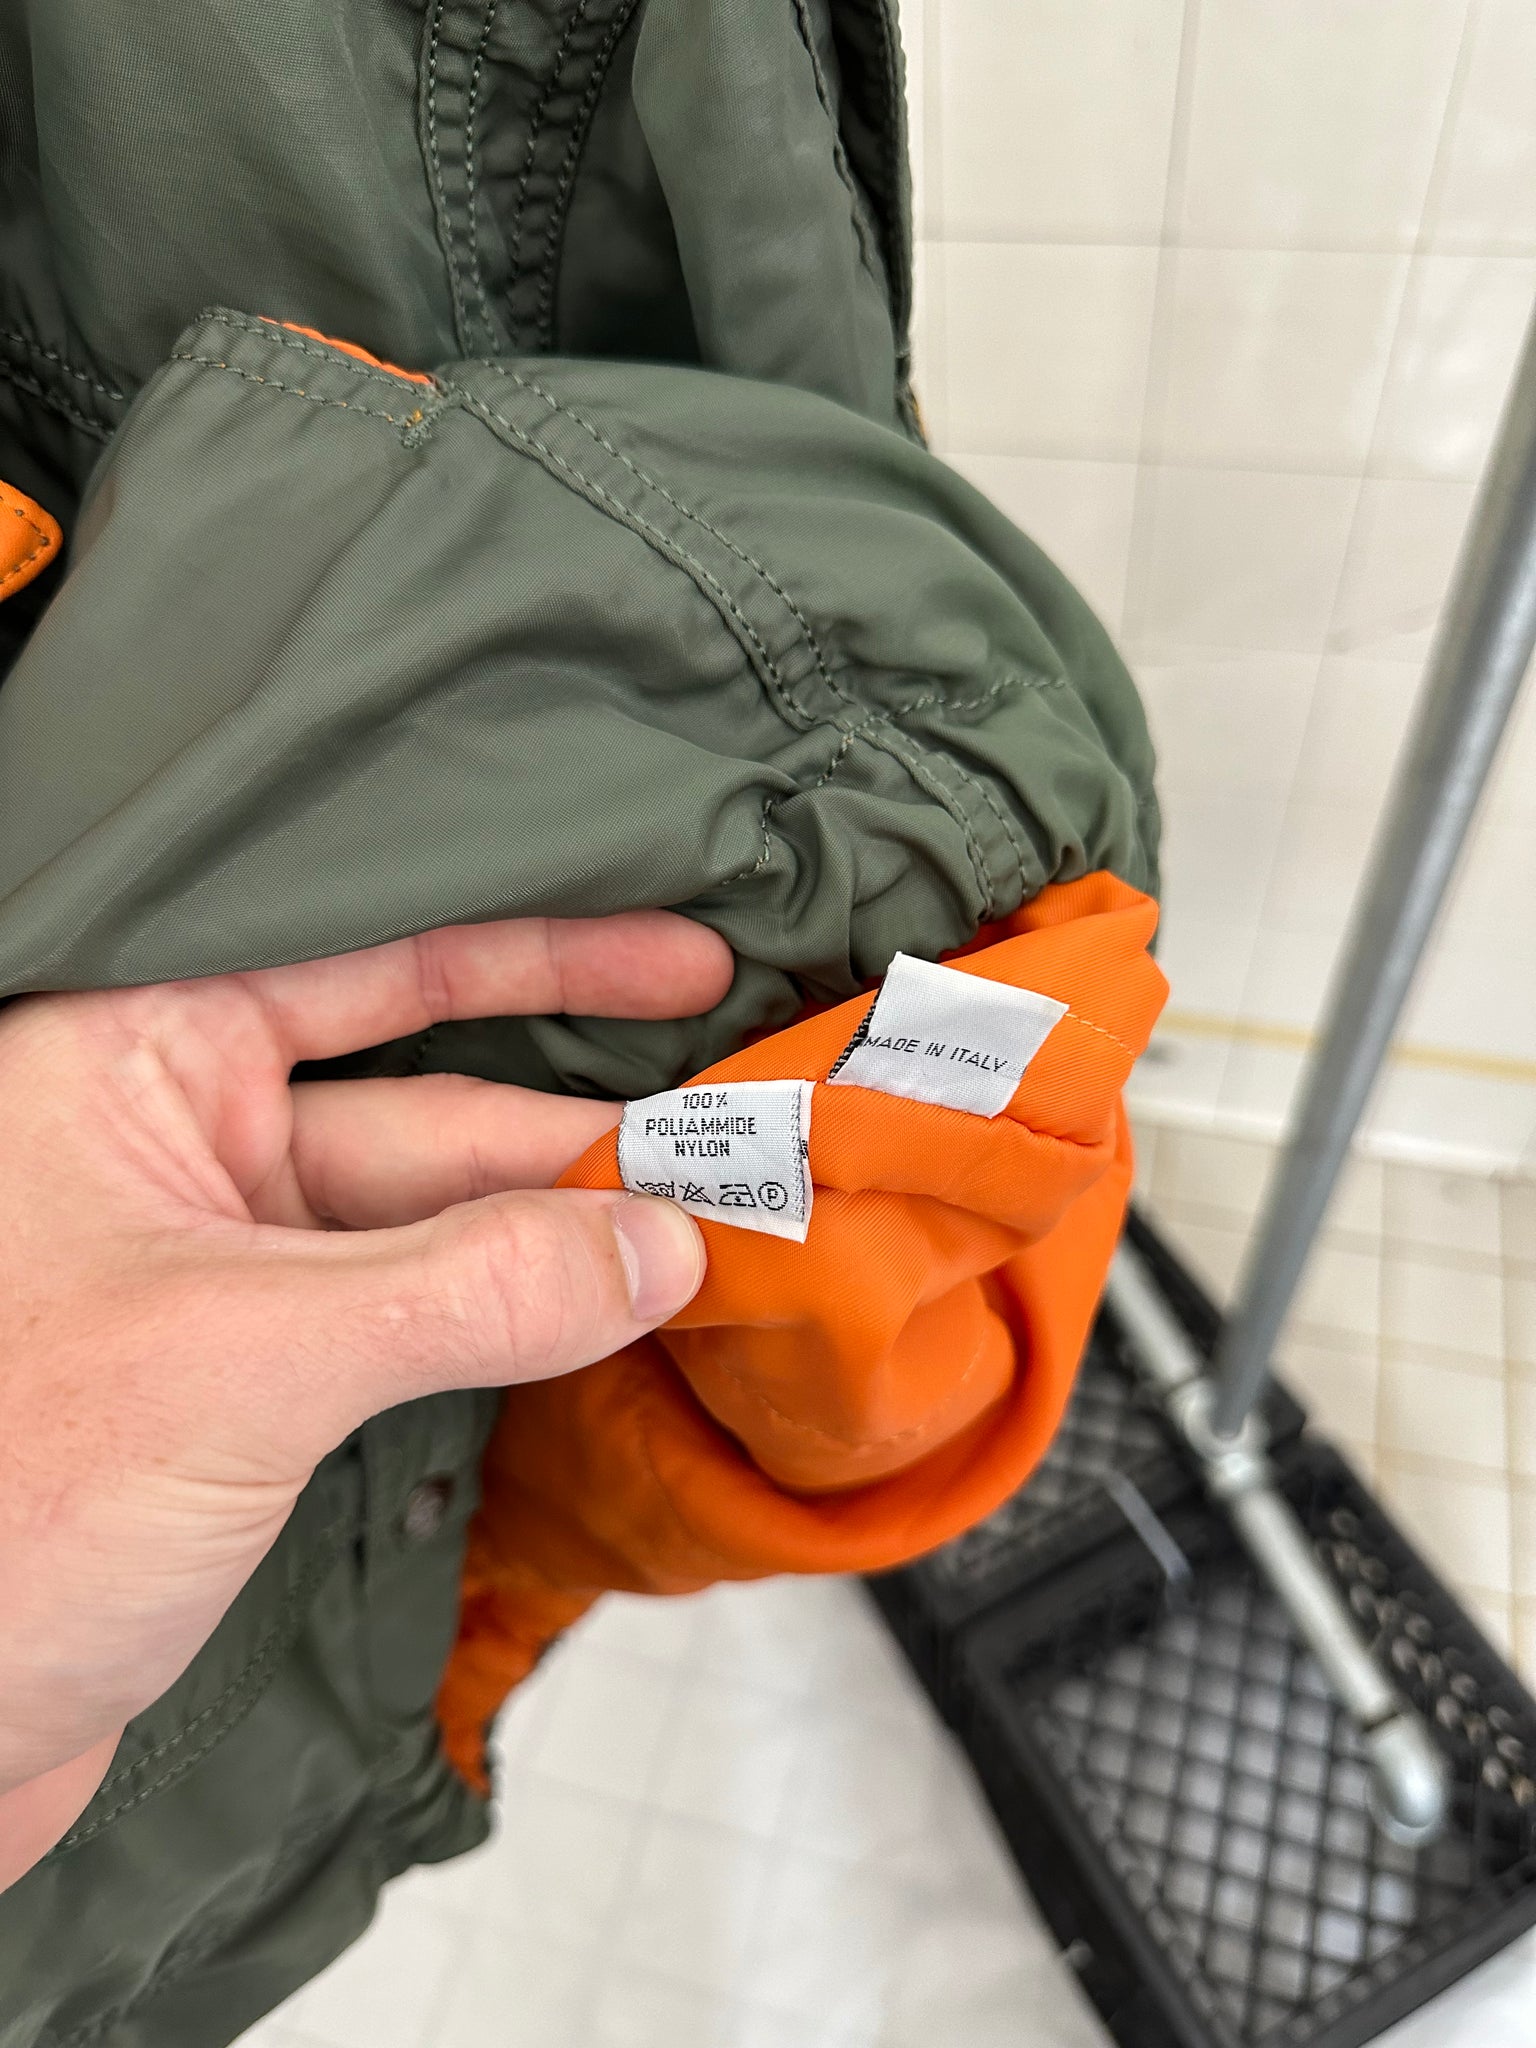 MADE IN ITALY
100%
POLIAMMIDE
NYLON
P